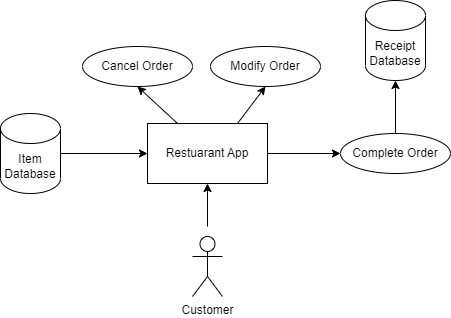 Receipt
Database
Cancel Order
Modify Order
Item
Database
Restuarant App
Complete Order
Customer